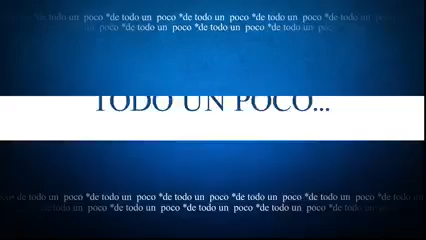 poco *de todo un poco *de todo un poco *de todo un poco *de todo un
poco *de todo un poco *de todo un poco *de todo un poco
TODO UN POCO...
poco *de todo un poco *de todo un poco *de todo un poco *de todo un
de todo un poco *de todo un poco *de todo un poco *de todo un